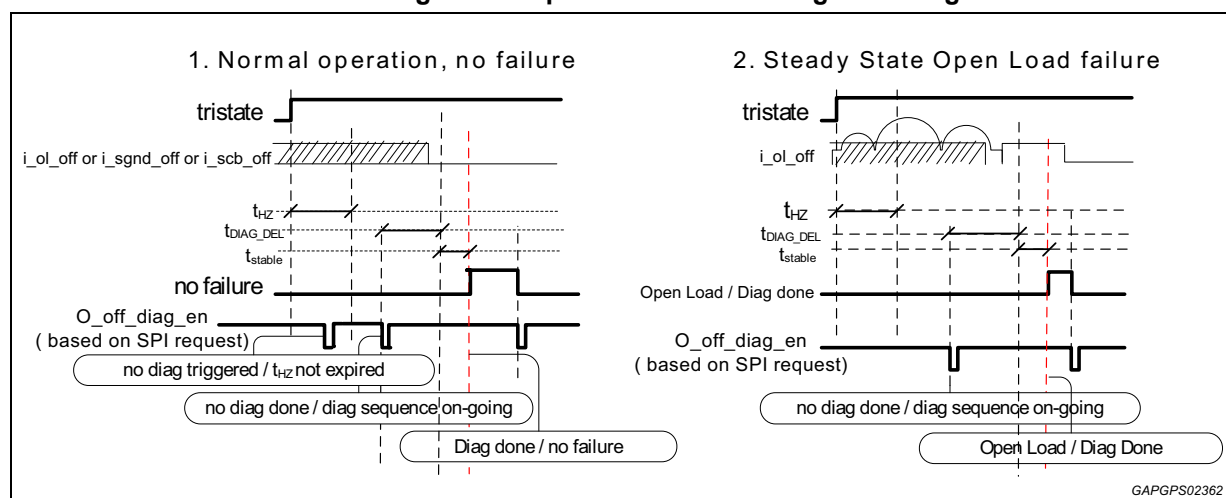 1. Normal operation, no failure
tristate
i_ol_off or i_sgnd_off or i_scb_off
tHZ
tDIAG_DEL
tstable
no failure
O_off_diag_en
( based on SPI request)
no diag triggered / tHZ not expired
no diag done / diag sequence on-going
Diag done / no failure
2. Steady State Open Load failure
tristate
i_ol_off
tHZ
tDIAG_DEL
tstable
Open Load / Diag done
O_off_diag_en
( based on SPI request)
no diag done / diag sequence on-going
Open Load / Diag Done
GAPGPS02362